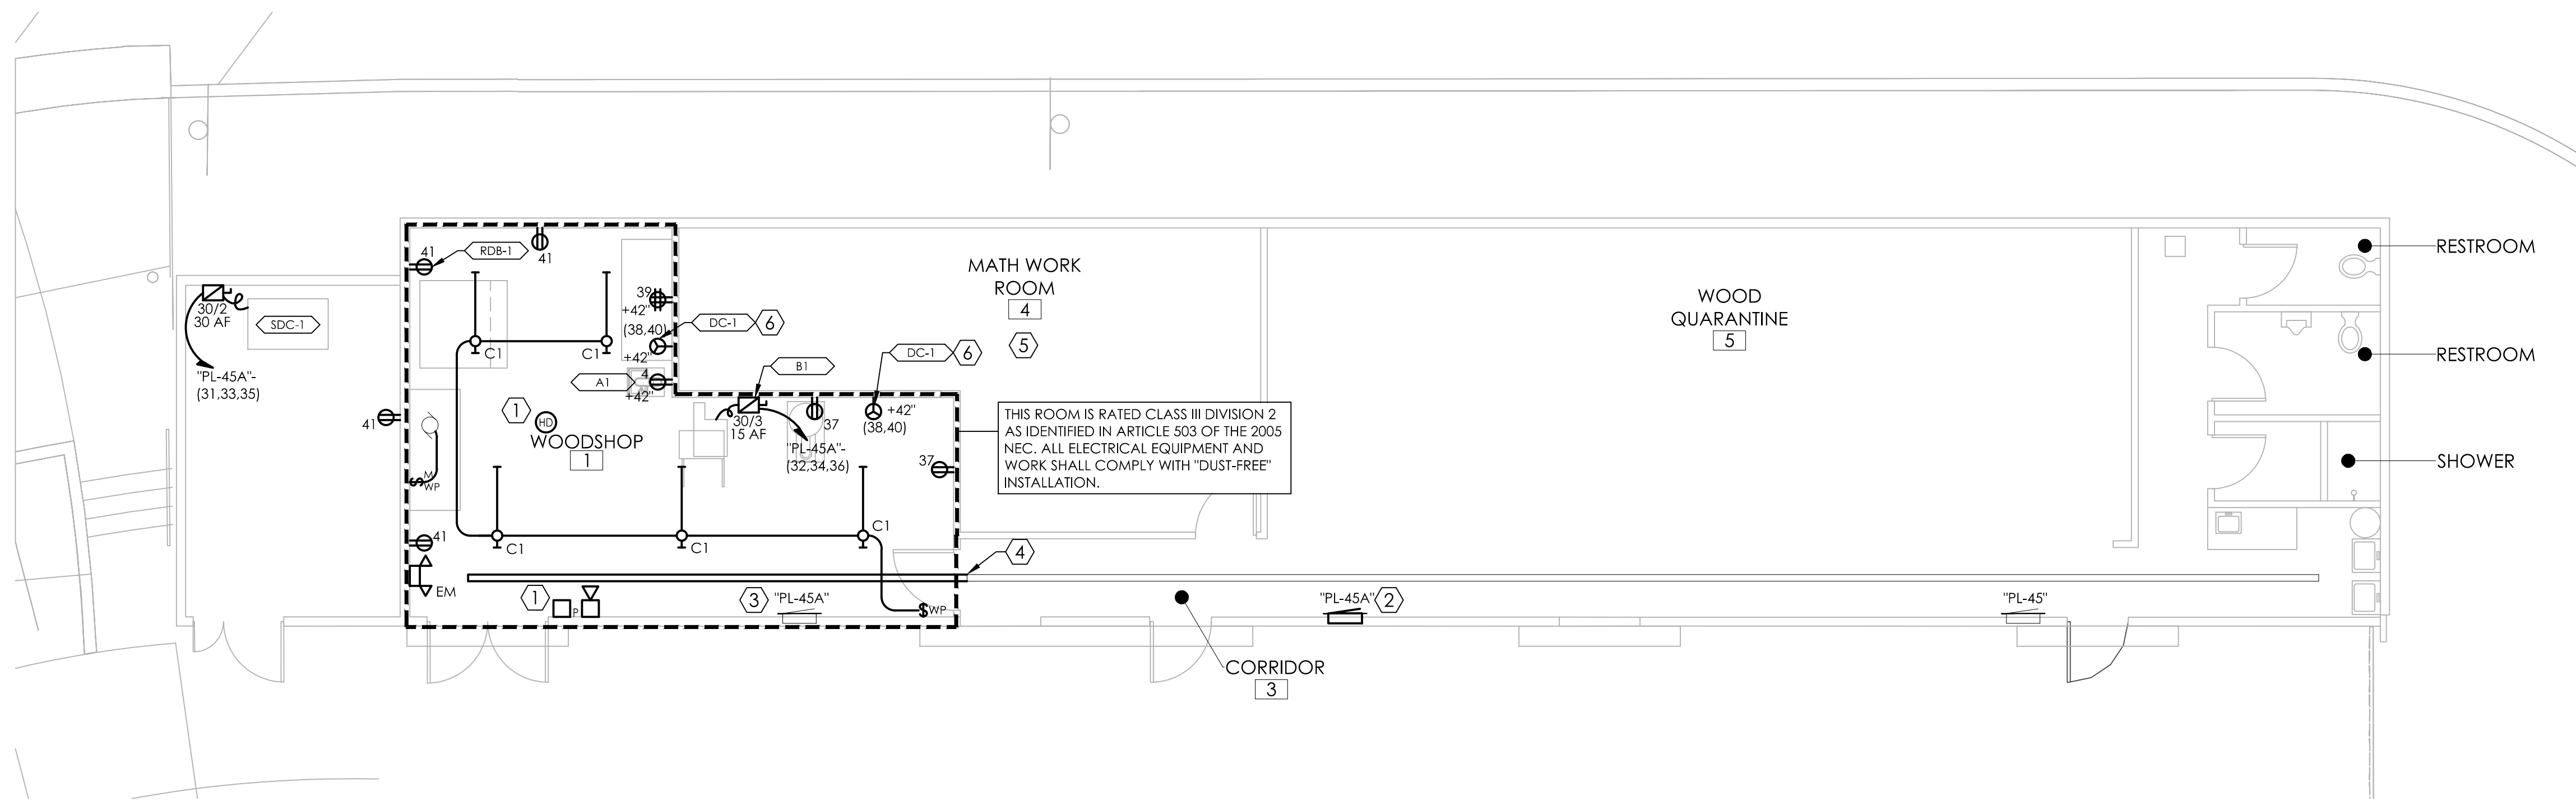 41
RDB-1
41
30/2
30 AF
SDC-1
"PL-45A"-
(31,33,35)
39
+42"
(38,40)
DC-1
6
+42"
C1
C1
A1
4
+42"
B1
DC-1
6
+42"
(38,40)
30/3
15 AF
37
"PL-45A"-
(32,34,36)
37
41
1
HD
WOODSHOP
1
M
$
WP
MATH WORK
ROOM
4
5
WOOD
QUARANTINE
5
RESTROOM
RESTROOM
SHOWER
THIS ROOM IS RATED CLASS III DIVISION 2
AS IDENTIFIED IN ARTICLE 503 OF THE 2005
NEC. ALL ELECTRICAL EQUIPMENT AND
WORK SHALL COMPLY WITH "DUST-FREE"
INSTALLATION.
C1
41
C1
C1
4
EM
1
P
3
"PL-45A"
$WP
"PL-45A"
2
"PL-45"
CORRIDOR
3